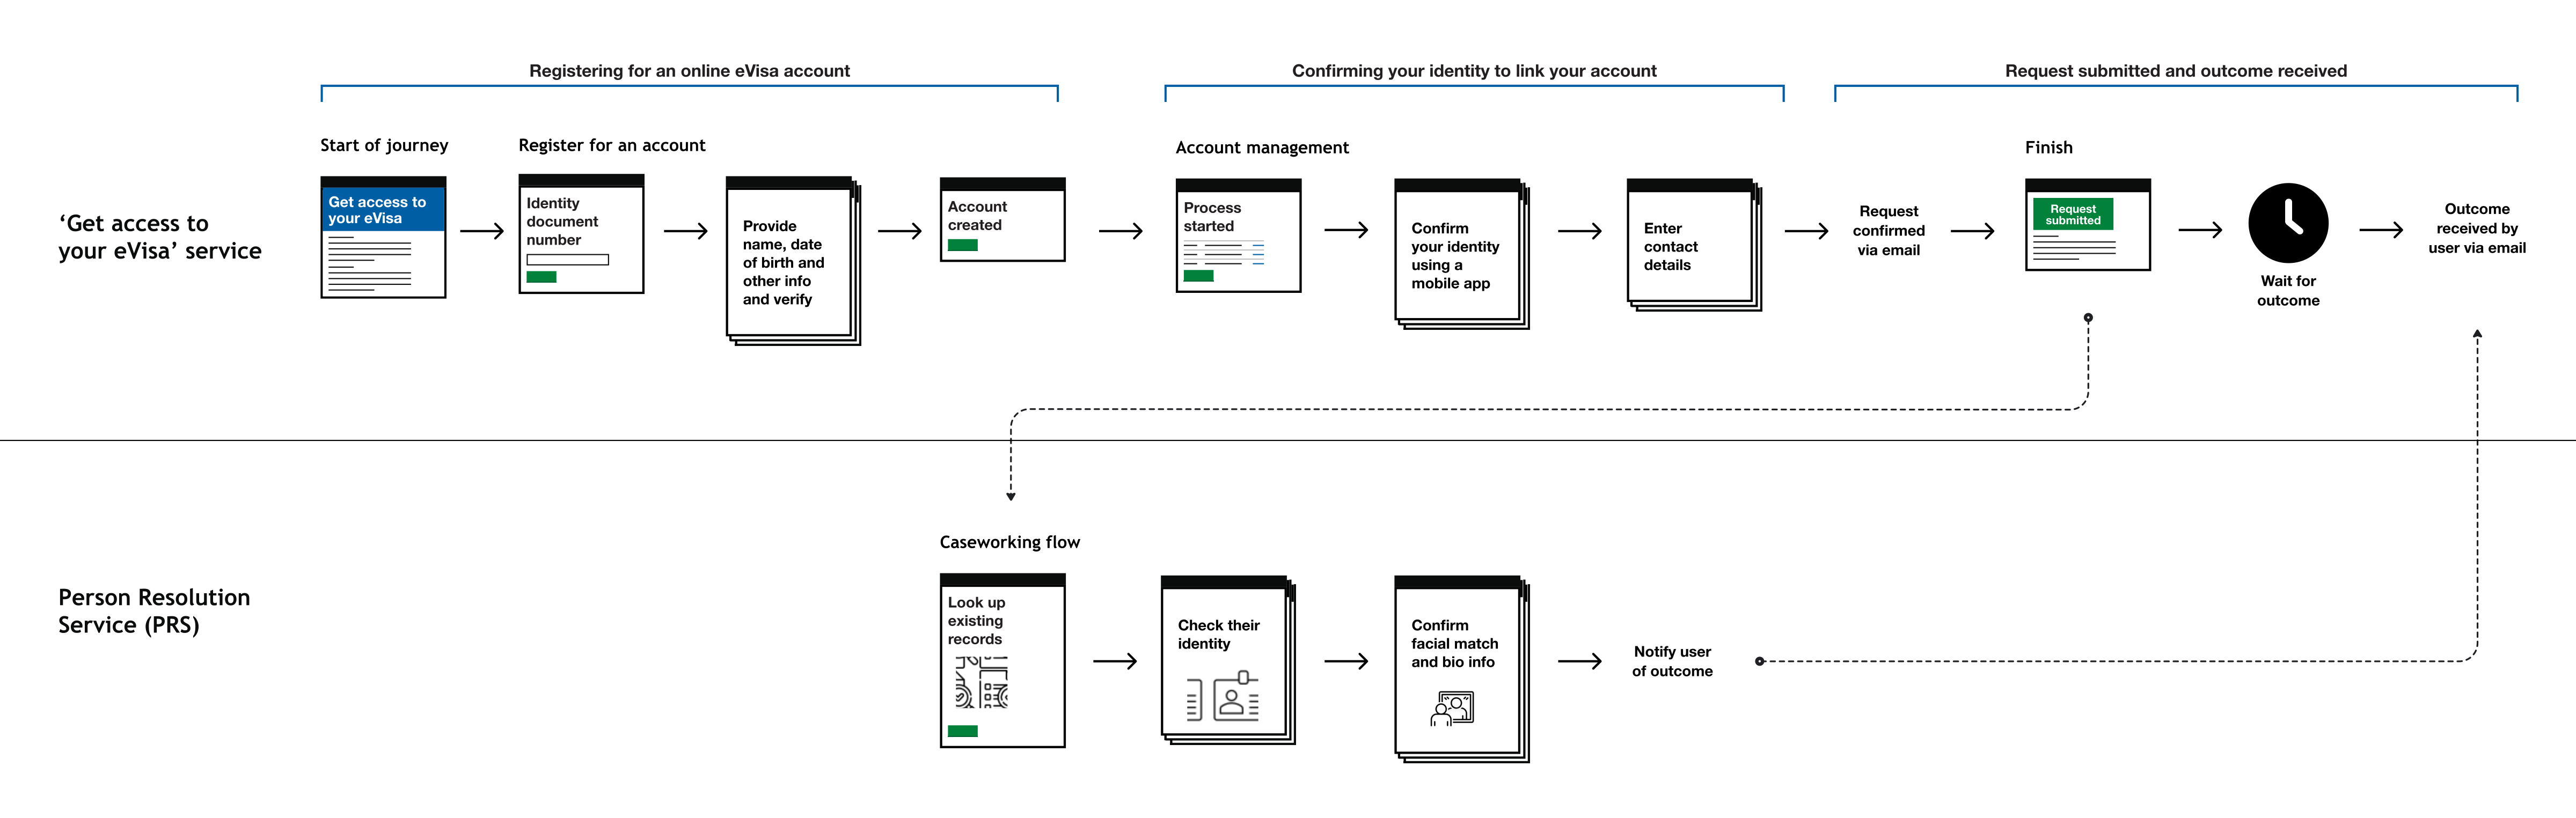 Registering for an online eVisa account
Confirming your identity to link your account
Request submitted and outcome received
Start of journey
Register for an account
Account management
Finish
‘Get access to
your eVisa’ service
Get access to
your eVisa
Identity
document
number
Provide
name, date
of birth and
other info
and verify
Account
created
Process
started
Confirm
your identity
using a
mobile app
Enter
contact
details
Request
confirmed
via email
Request
submitted
Wait for
outcome
Outcome
received by
user via email
Caseworking flow
Person Resolution
Service (PRS)
Look up
existing
records
Check their
identity
Confirm
facial match
and bio info
Notify user
of outcome